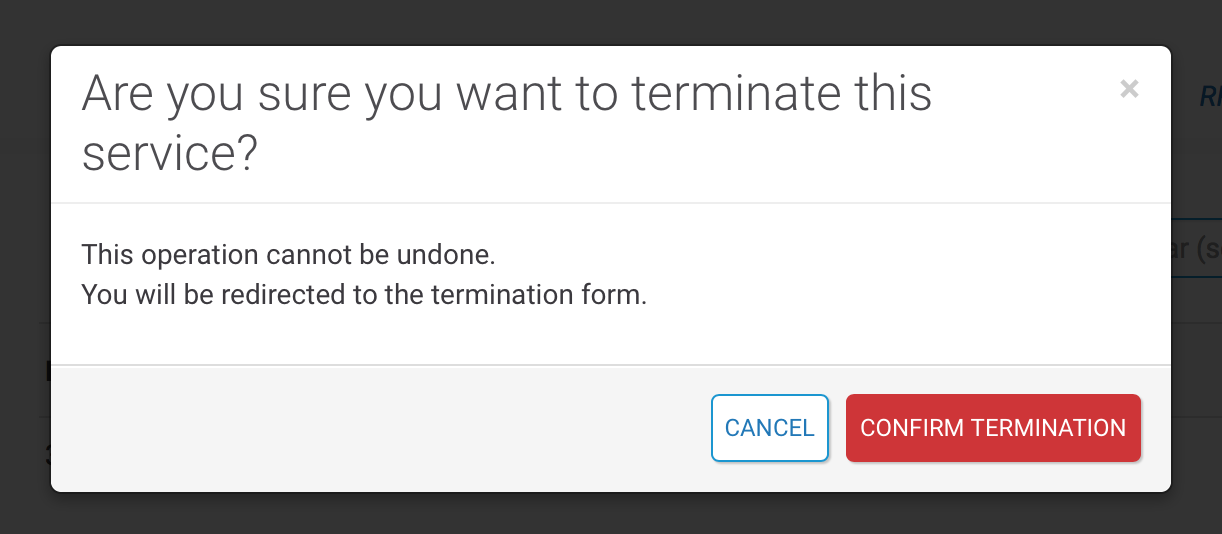 Are you sure you want to terminate this
service?
×
This operation cannot be undone.
You will be redirected to the termination form.
CANCEL
CONFIRM TERMINATION